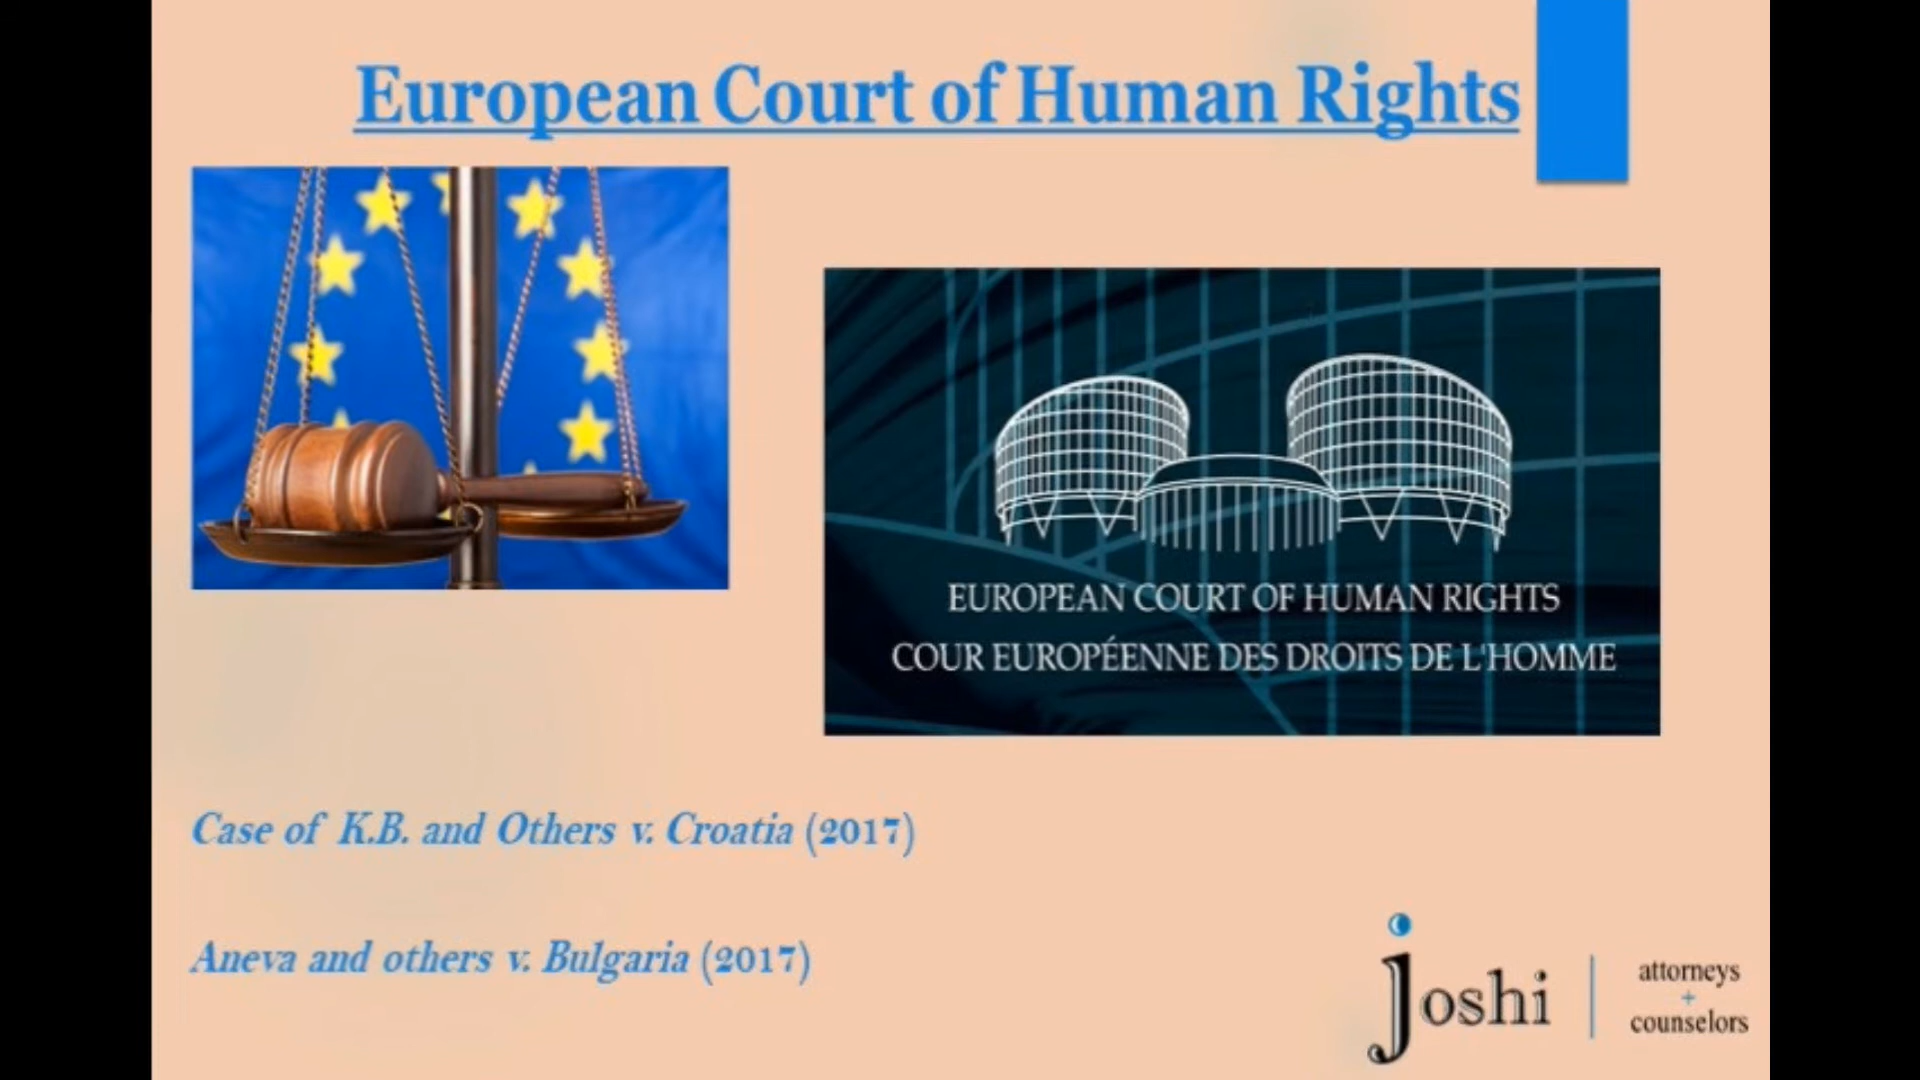 European Court of Human Rights
EUROPEAN COURT OF HUMAN RIGHTS
COUR EUROPÉENNE DES DROITS DE L'HOMME
Case of K.B. and Others v. Croatia (2017)
Aneva and others v. Bulgaria (2017)
Joshi
attorneys
+
counselors